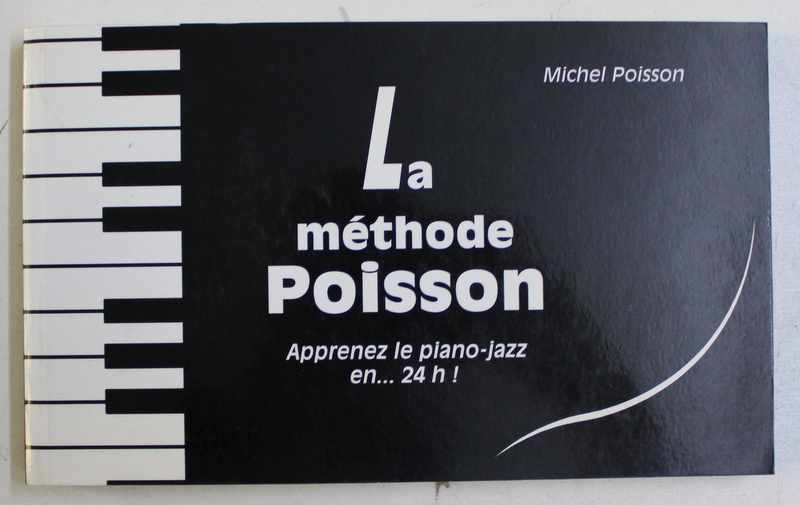 Michel Poisson
La
méthode
Poisson
Apprenez le piano-jazz
en... 24 h !